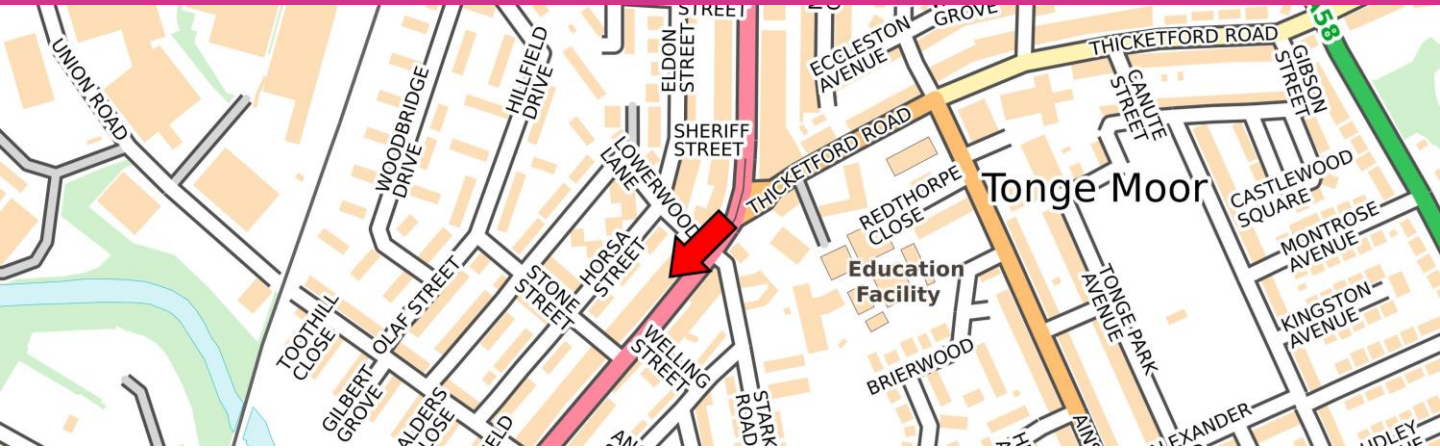 STREET
GROVE
ECCLESTON
AVENUE
THICKETFORD ROAD
A58
UNION ROAD
HILLFIELD
DRIVE
ELDON
STREET
WOODBRIDGE
DRIVE
GIBSON
STREET
CANUTE
STREET
SHERIFF
STREET
LOWERWOOD
LANE
THICKETFORD ROAD
REDTHORPE
CLOSE
Tonge Moor
CASTLEWOOD
SQUARE
MONTROSE
AVENUE
HORSA
STREET
STONE
STREET
OLAF STREET
Education
Facility
TOOTHILL
CLOSE
TONGE PARK
AVENUE
KINGSTON
AVENUE
WELLING
STREET
BRIERWOOD
GILBERT
GROVE
STARK
ROAD